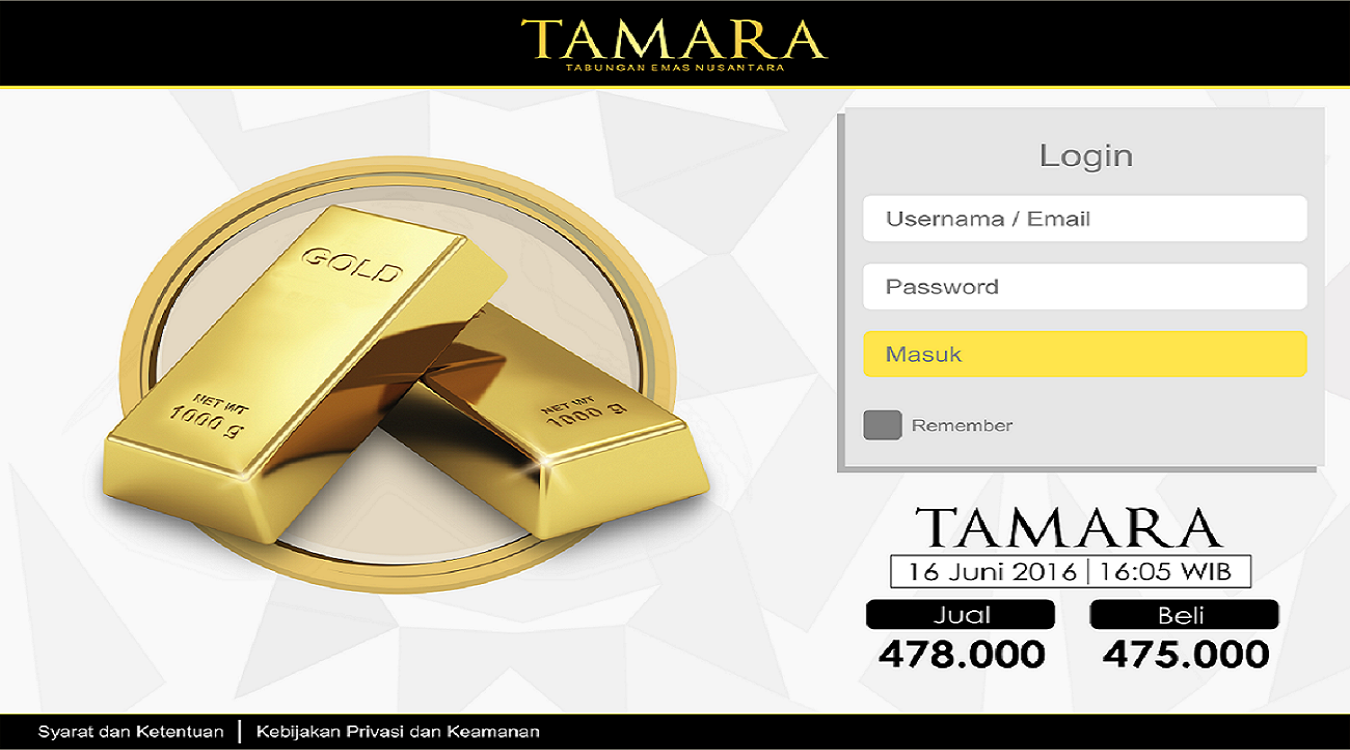 TAMARA
TABUNGAN EMAS NUSANTARA
GOLD
NET WT
1000 g
NET WT
1000 g
Login
Usernama / Email
Password
Masuk
Remember
TAMARA
16 Juni 2016 | 16:05 WIB
Jual Beli
478.000 475.000
Syarat dan Ketentuan | Kebijakan Privasi dan Keamanan